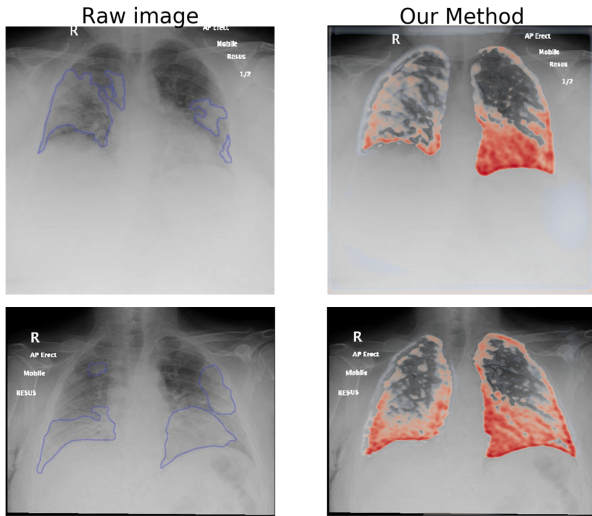 Raw image
Our Method
R
AP Erect
Mobile
Resus
1/2
R
AP Erect
Mobile
Resus
1/2
R
AP Erect
Mobile
RESUS
R
AP Erect
Mobile
RESUS